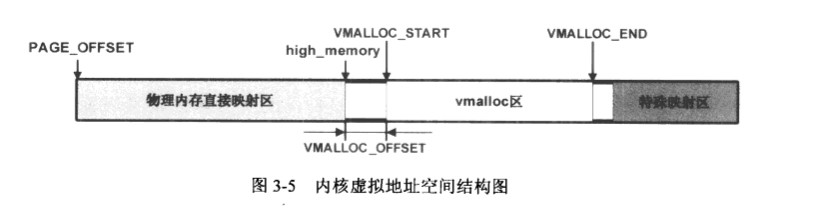 VMALLOC_START
VMALLOC_END
PAGE_OFFSET
high_memory
物理内存直接映射区
vmalloc区
特殊映射区
VMALLOC_OFFSET
图 3-5 内核虚拟地址空间结构图